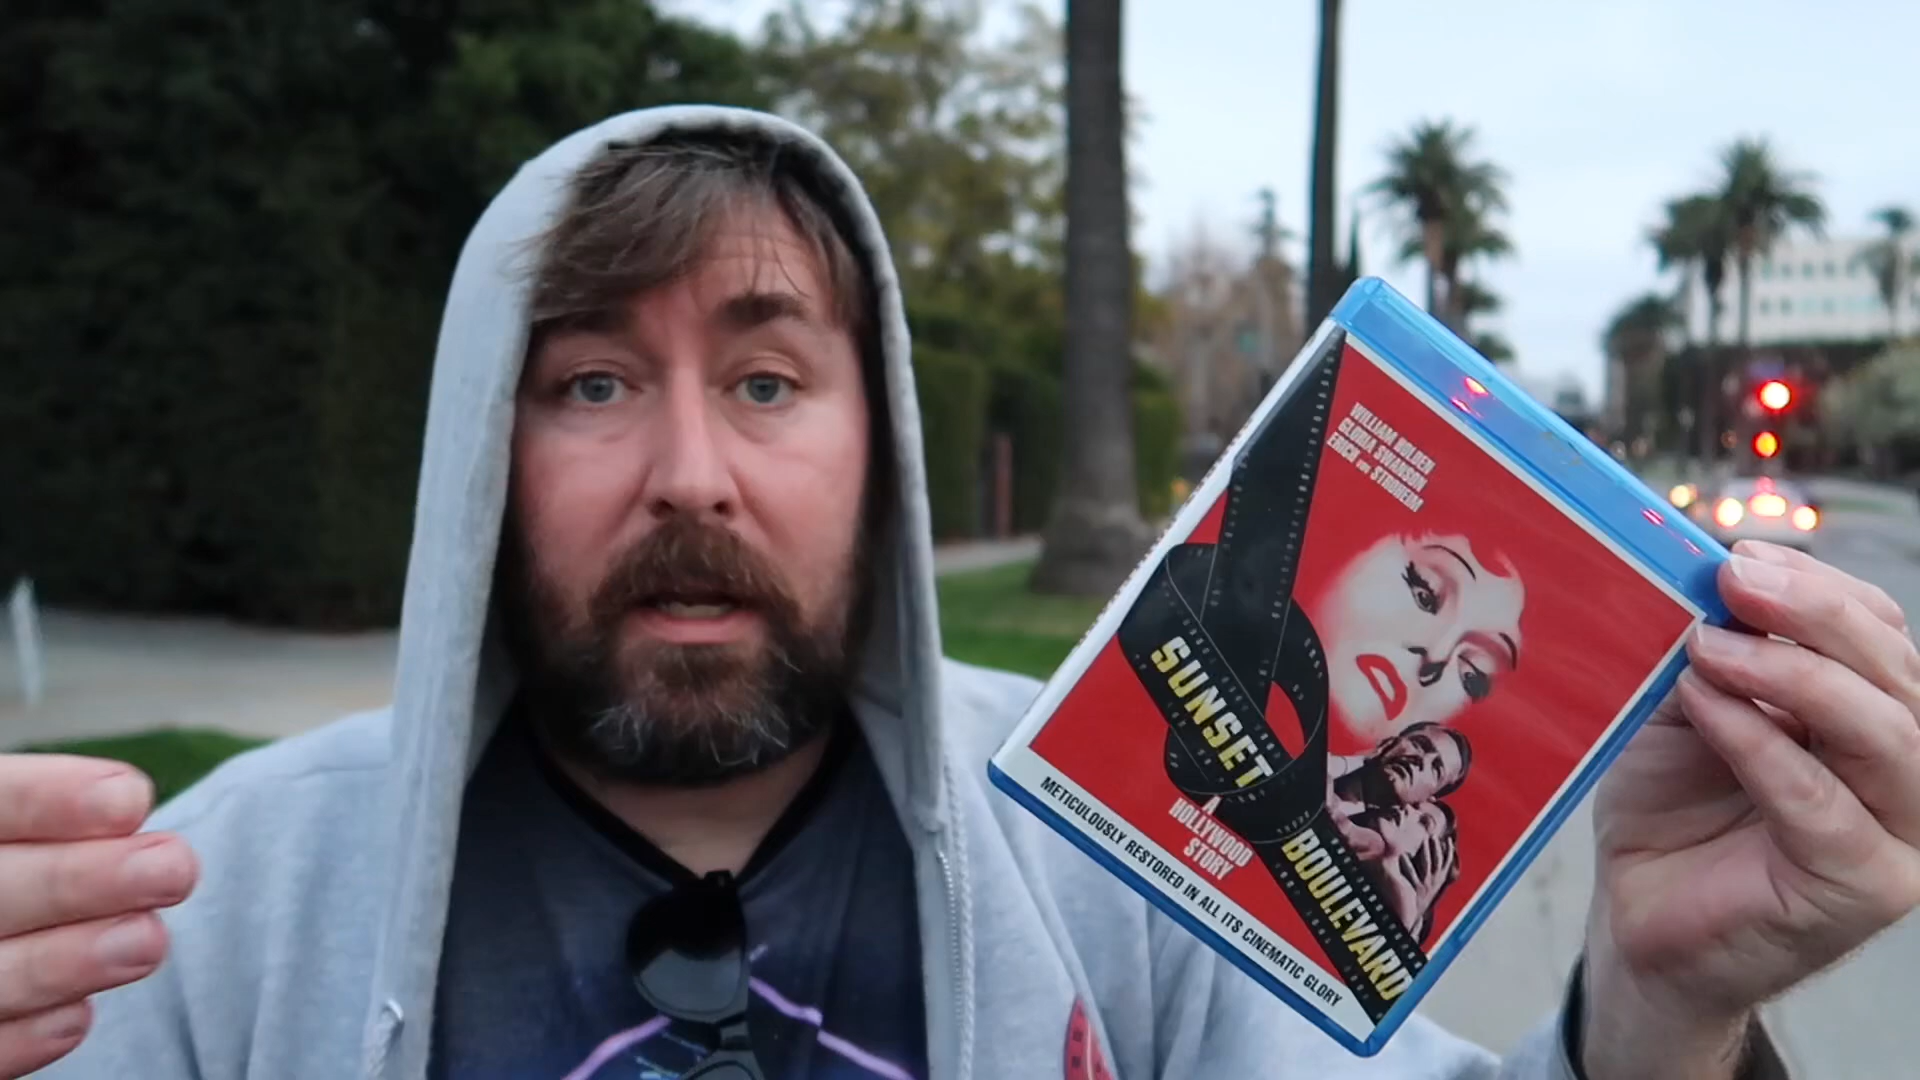 WILLIAM HOLDEN
GLORIA SWANSON
ERICH VON STROHEIM
SUNSET
BOULEVARD
A
HOLLYWOOD
STORY
METICULOUSLY RESTORED IN ALL ITS CINEMATIC GLORY